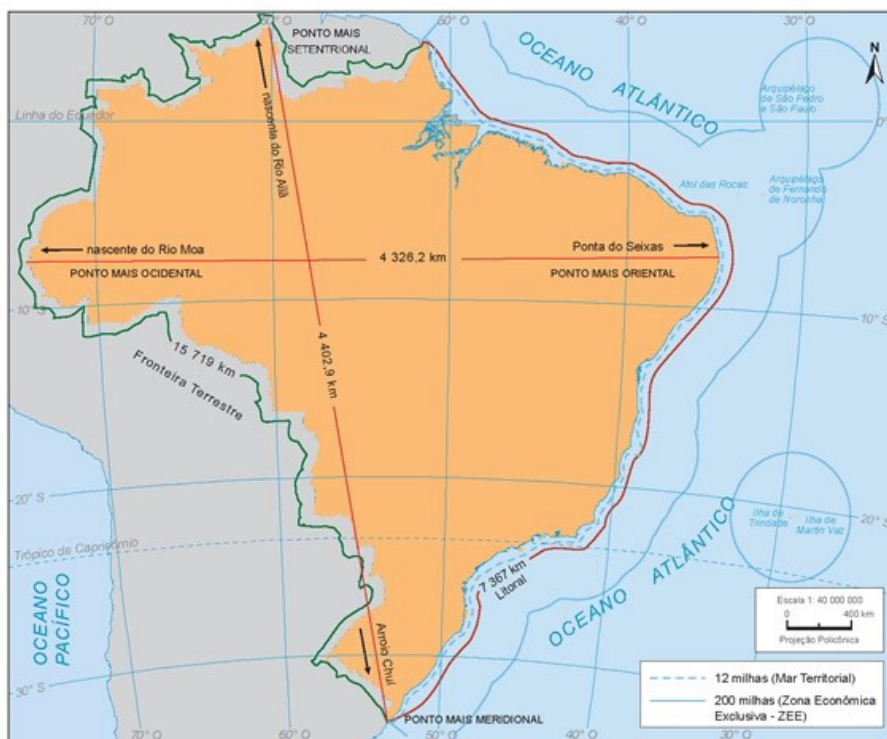 70° O
60° O
50° O
40° O
30° O
PONTO MAIS
SETENTRIONAL
OCEANO ATLÂNTICO
N
Arquipélago
de São Pedro
e São Paulo
Linha do Equador
0°
nascente do Rio Ailã
Atol das Rocas
Arquipélago
de Fernando
de Noronha
nascente do Rio Moa
PONTO MAIS OCIDENTAL
4 326,2 km
Ponta do Seixas
PONTO MAIS ORIENTAL
10° S
10° S
15 719 km
Fronteira Terrestre
4 402,9 km
20° S
20° S
Ilha de
Trindade
Ilha de
Martin Vaz
Trópico de Capricórnio
OCEANO
PACÍFICO
OCEANO ATLÂNTICO
7 367 km
Litoral
Arroio Chuí
Escala 1: 40 000 000
0 400 km
Projeção Policônica
30° S
PONTO MAIS MERIDIONAL
12 milhas (Mar Territorial)
200 milhas (Zona Econômica
Exclusiva - ZEE)
70° O
60° O
50° O
40° O
30° O